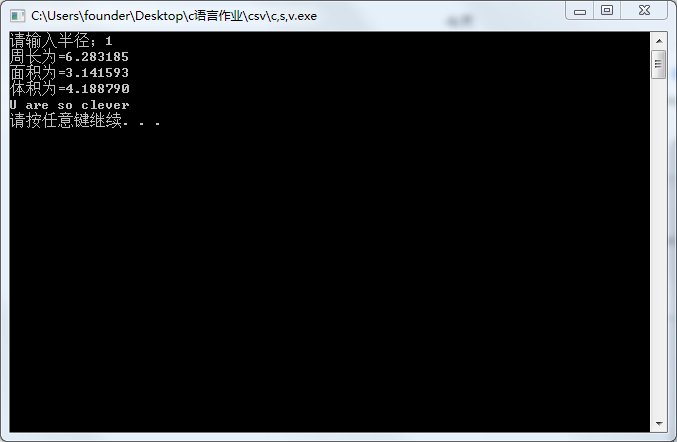 C:\Users\founder\Desktop\c语言作业\csv\c,s,v.exe
请输入半径；1
周长为=6.283185
面积为=3.141593
体积为=4.188790
U are so clever
请按任意键继续. . .